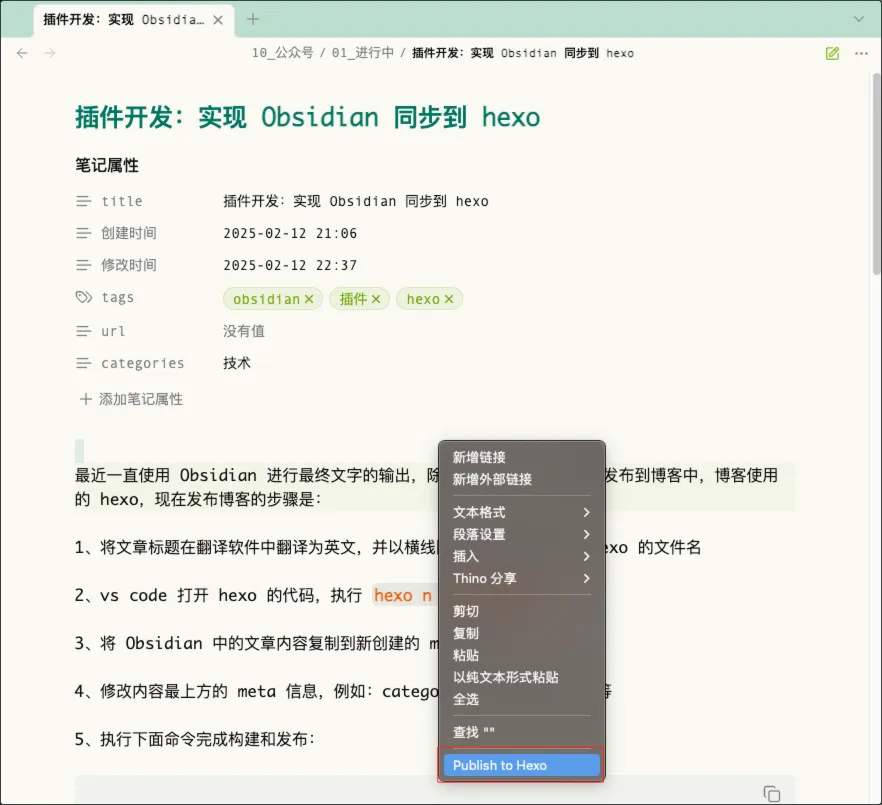 插件开发：实现 Obsidia…
10_公众号 / 01_进行中 / 插件开发：实现 Obsidian 同步到 hexo
插件开发：实现 Obsidian 同步到 hexo
笔记属性
title 插件开发：实现 Obsidian 同步到 hexo
创建时间 2025-02-12 21:06
修改时间 2025-02-12 22:37
tags obsidian 插件 hexo
url 没有值
categories 技术
添加笔记属性
最近一直使用 Obsidian 进行最终文字的输出，除 发布到博客中，博客使用
的 hexo，现在发布博客的步骤是：
1、将文章标题在翻译软件中翻译为英文，并以横线 exo 的文件名
2、vs code 打开 hexo 的代码，执行 hexo n
3、将 Obsidian 中的文章内容复制到新创建的 m
4、修改内容最上方的 meta 信息，例如：catego 等
5、执行下面命令完成构建和发布：
新增链接
新增外部链接
文本格式
段落设置
插入
Thino 分享
剪切
复制
粘贴
以纯文本形式粘贴
全选
查找 ""
Publish to Hexo